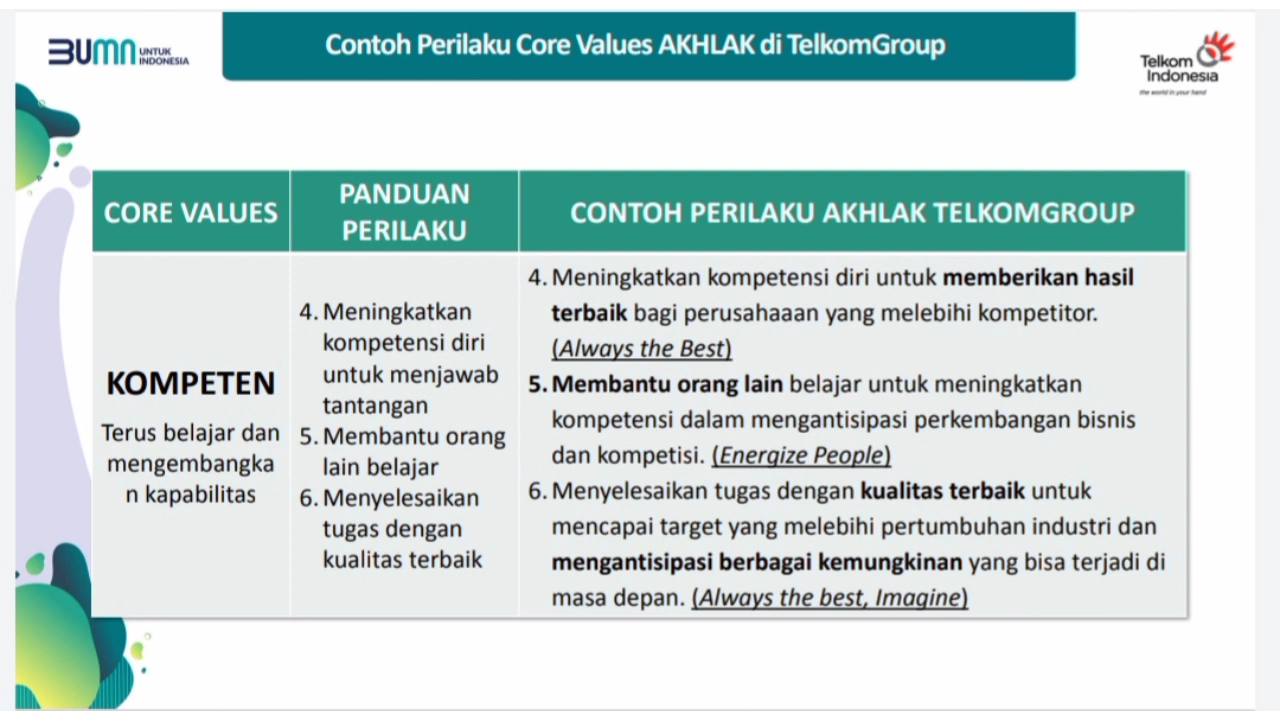 BUMN UNTUK
INDONESIA
Contoh Perilaku Core Values AKHLAK di TelkomGroup
Telkom
Indonesia
the world in your hand
CORE VALUES
PANDUAN
PERILAKU
CONTOH PERILAKU AKHLAK TELKOMGROUP
KOMPETEN
Terus belajar dan
mengembangka
n kapabilitas
4. Meningkatkan
kompetensi diri
untuk menjawab
tantangan
5. Membantu orang
lain belajar
6. Menyelesaikan
tugas dengan
kualitas terbaik
4. Meningkatkan kompetensi diri untuk memberikan hasil
terbaik bagi perusahaaan yang melebihi kompetitor.
(Always the Best)
5. Membantu orang lain belajar untuk meningkatkan
kompetensi dalam mengantisipasi perkembangan bisnis
dan kompetisi. (Energize People)
6. Menyelesaikan tugas dengan kualitas terbaik untuk
mencapai target yang melebihi pertumbuhan industri dan
mengantisipasi berbagai kemungkinan yang bisa terjadi di
masa depan. (Always the best, Imagine)